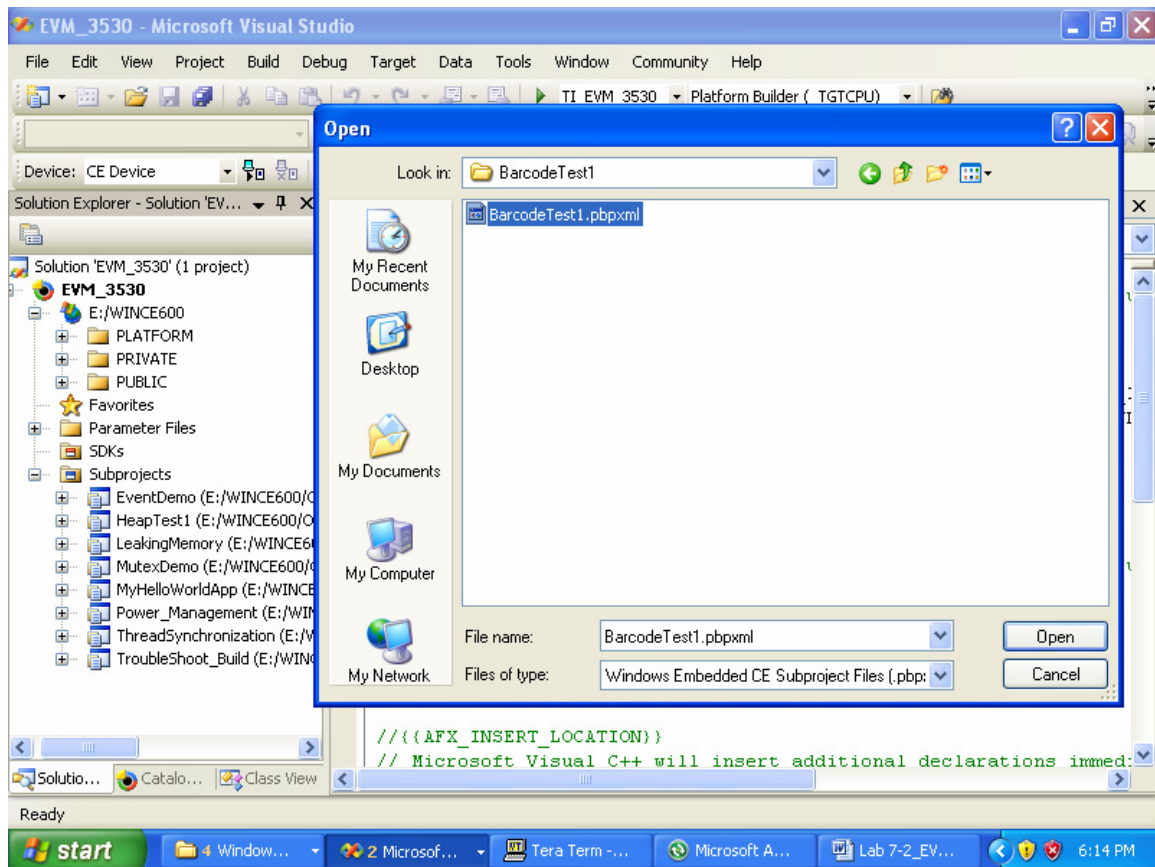 EVM_3530 - Microsoft Visual Studio
File Edit View Project Build Debug Target Data Tools Window Community Help
TI EVM 3530 Platform Builder (_TGTCPU)
Device: CE Device
Solution Explorer - Solution 'EV...
Solution 'EVM_3530' (1 project)
EVM_3530
E:/WINCE600
PLATFORM
PRIVATE
PUBLIC
Favorites
Parameter Files
SDKs
Subprojects
EventDemo (E:/WINCE600/
HeapTest1 (E:/WINCE600/O
LeakingMemory (E:/WINCE6
MutexDemo (E:/WINCE600/
MyHelloWorldApp (E:/WINCE
Power_Management (E:/WIN
ThreadSynchronization (E:/W
TroubleShoot_Build (E:/WIN
Solutio... Catalo... Class View
Open
Look in: BarcodeTest1
BarcodeTest1.pbpxml
My Recent
Documents
Desktop
My Documents
My Computer
My Network
File name: BarcodeTest1.pbpxml Open
Files of type: Windows Embedded CE Subproject Files (.pbp: Cancel
//{{AFX_INSERT_LOCATION}}
// Microsoft Visual C++ will insert additional declarations immed:
Ready
start 4 Window... 2 Microsof... Tera Term -... Microsoft A... Lab 7-2_EV... 6:14 PM